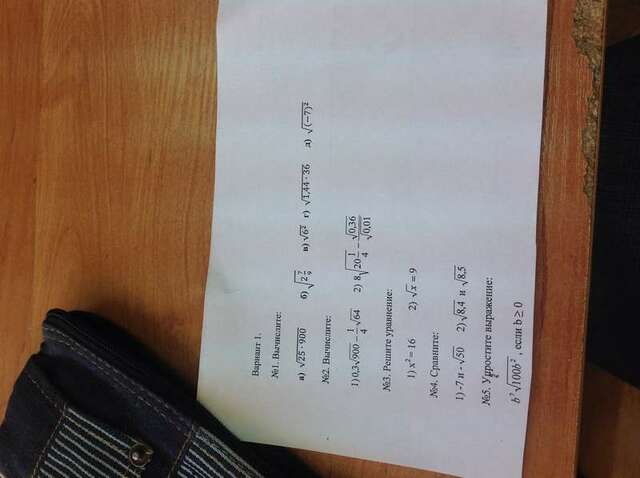 Вариант 1.
№1. Вычислите:
а) √(25 · 900) б) √(2 7/9) в) √(6²) г) √(1,44 · 36) д) √((−7)²)
№2. Вычислите:
1) 0,3√900 − 1/4 √64 2) 8√(20 1/4) − √0,36/√0,01
№3. Решите уравнение:
1) x² = 16 2) √x = 9
№4. Сравните:
1) -7 и -√50 2) √8,4 и √8,5
№5. Упростите выражение:
√(100b²) , если b ≥ 0